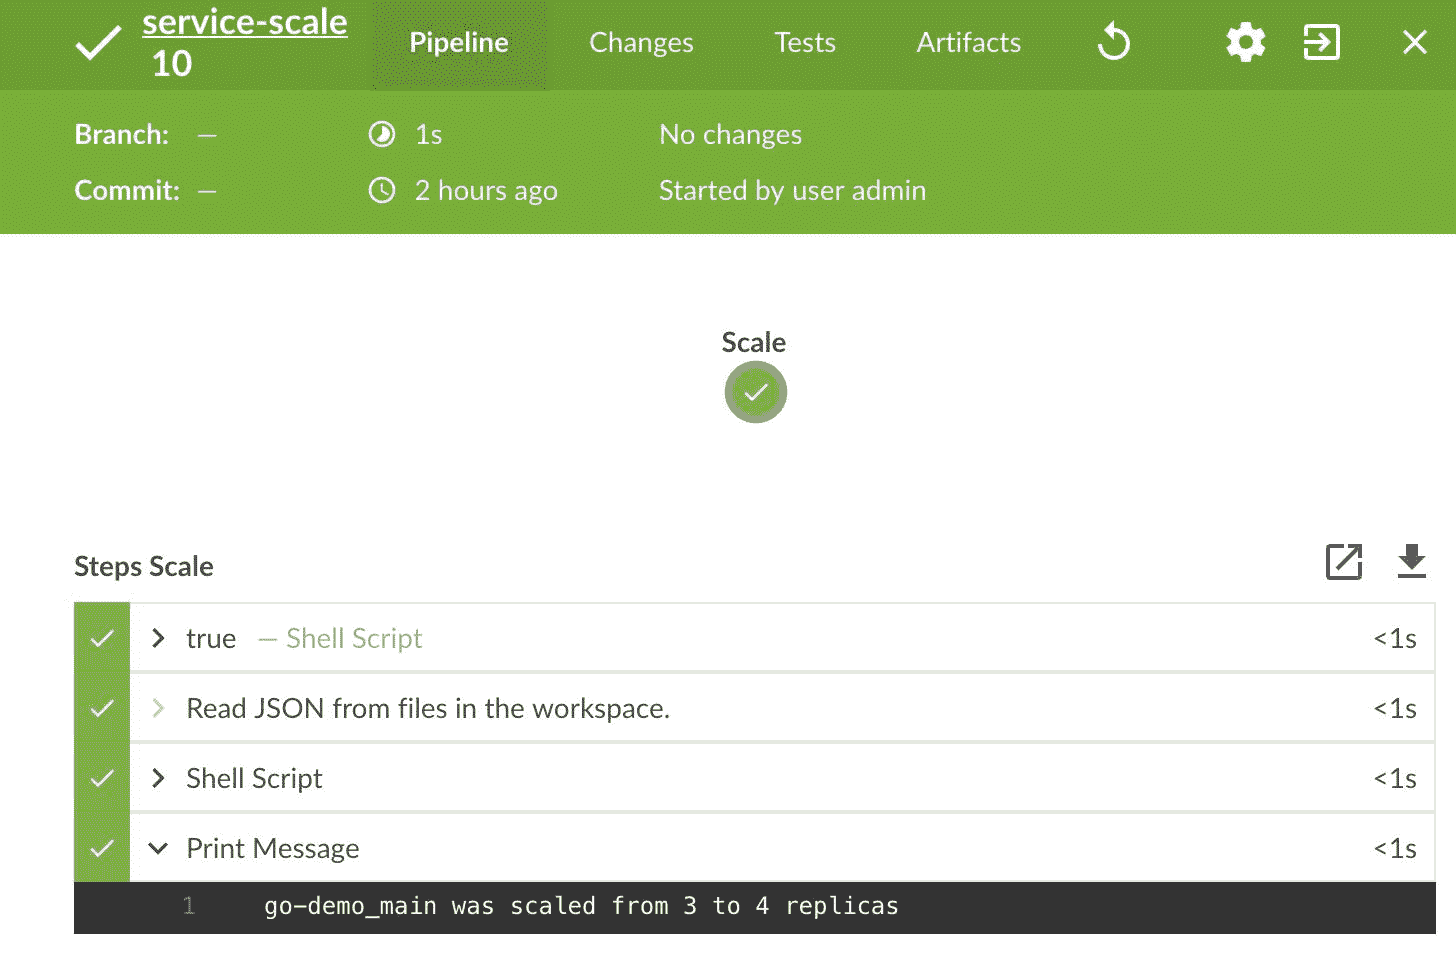 service-scale
10
Pipeline
Changes
Tests
Artifacts
Branch: —
1s
No changes
Commit: —
2 hours ago
Started by user admin
Scale
Steps Scale
true — Shell Script <1s
Read JSON from files in the workspace. <1s
Shell Script <1s
Print Message <1s
1 go-demo_main was scaled from 3 to 4 replicas